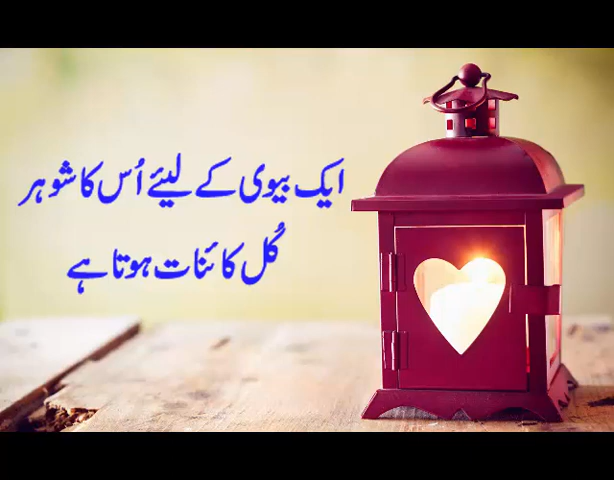 ایک بیوی کے لیئے اُس کا شوہر
کُل کائنات ہوتا ہے